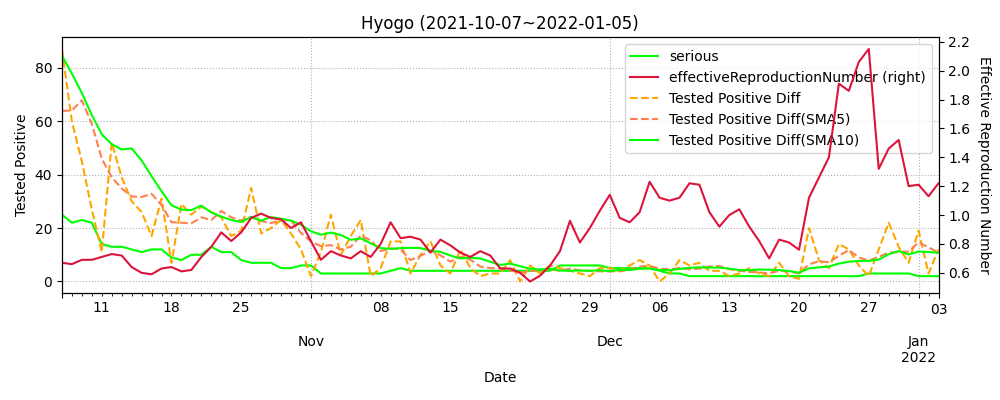 Hyogo (2021-10-07~2022-01-05)
serious
effectiveReproductionNumber (right)
Tested Positive Diff
Tested Positive Diff(SMA5)
Tested Positive Diff(SMA10)
Tested Positive
80
60
40
20
0
2.2
2.0
1.8
1.6
1.4
1.2
1.0
0.8
0.6
Effective Reproduction Number
11 18 25 08 15 22 29 06 13 20 27 03
Nov Dec Jan
2022
Date